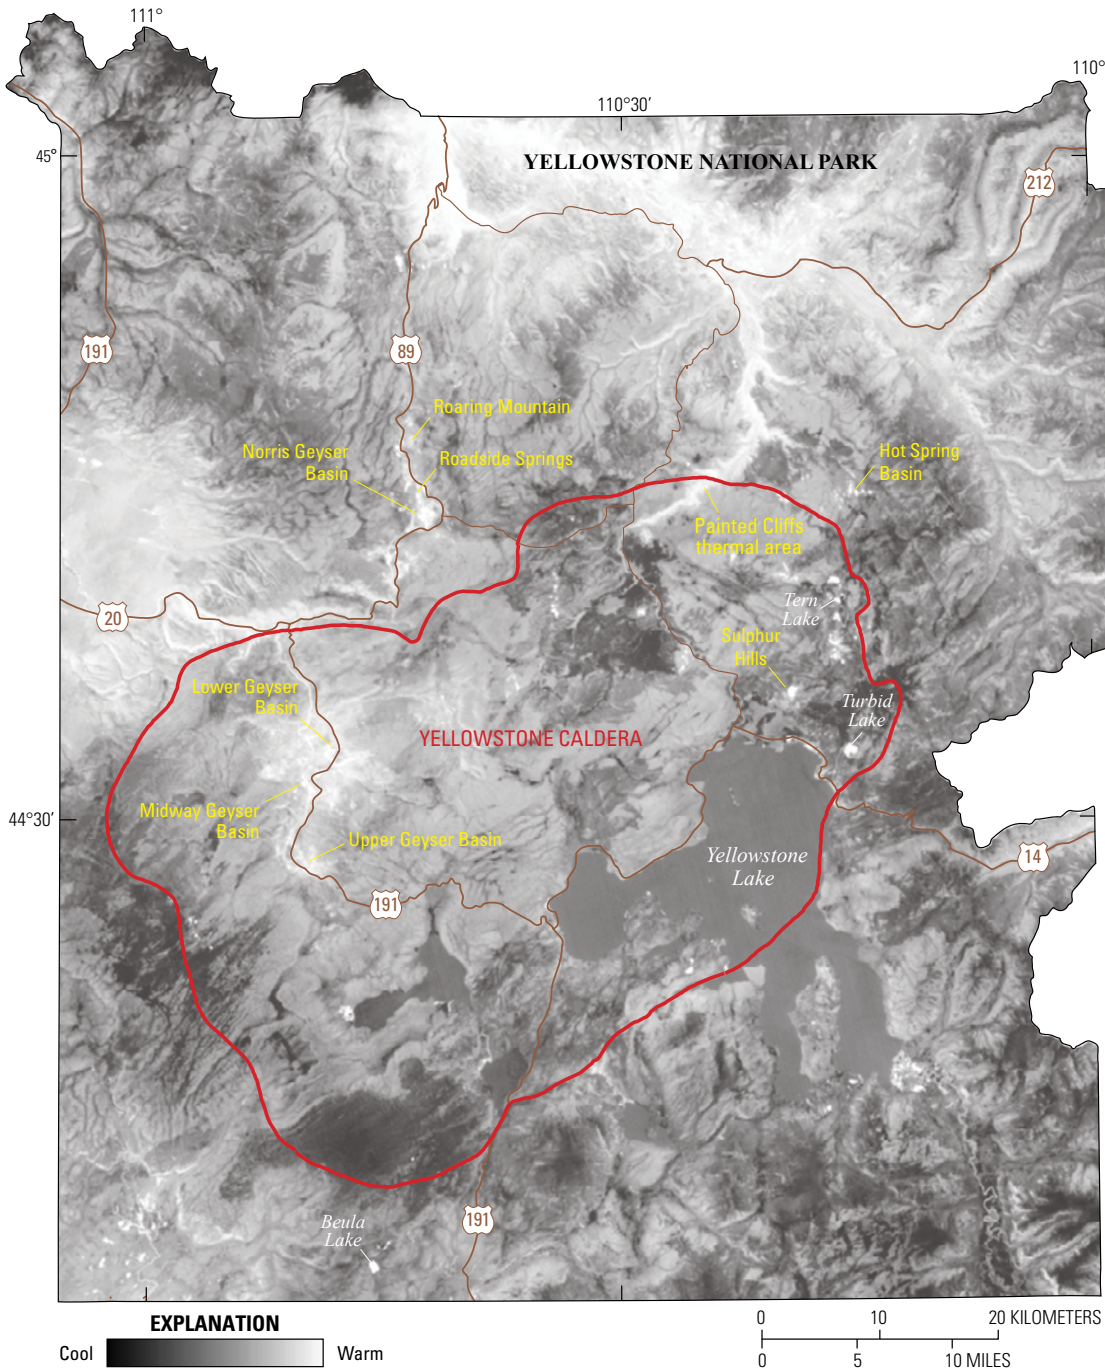 111°
110°
110°30′
45°
YELLOWSTONE NATIONAL PARK
212
191
89
Roaring Mountain
Norris Geyser
Basin
Roadside Springs
Hot Spring
Basin
Painted Cliffs
thermal area
Tern
Lake
20
Sulphur
Hills
Lower Geyser
Basin
Turbid
Lake
YELLOWSTONE CALDERA
Midway Geyser
Basin
44°30′
Upper Geyser Basin
Yellowstone
Lake
14
191
191
Beula
Lake
EXPLANATION
Cool
Warm
0 10 20 KILOMETERS
0 5 10 MILES